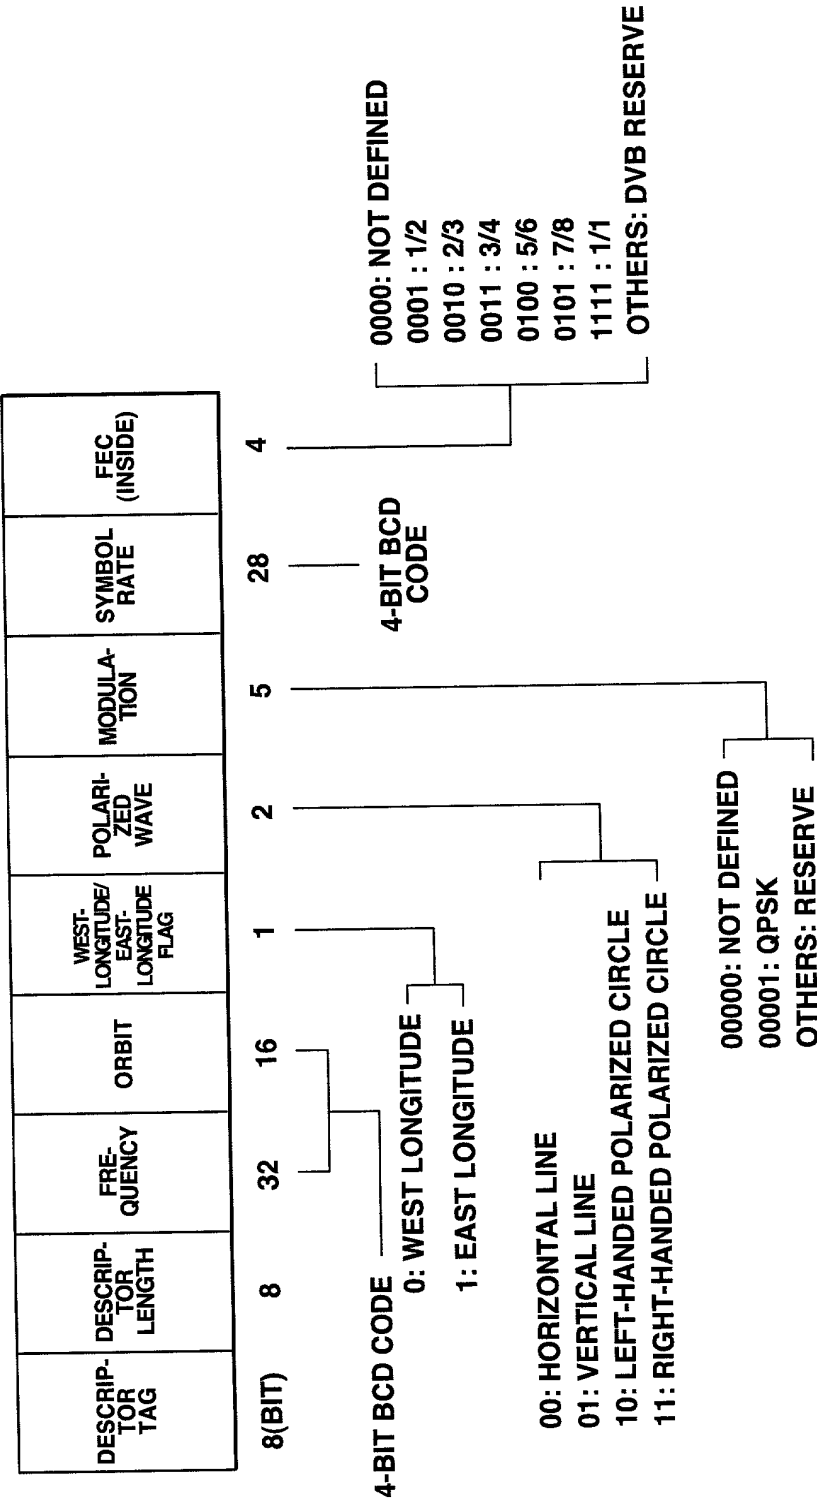 DESCRIP-
TOR
TAG
DESCRIP-
TOR
LENGTH
FRE-
QUENCY
ORBIT
WEST-
LONGITUDE/
EAST-
LONGITUDE
FLAG
POLARI-
ZED
WAVE
MODULA-
TION
SYMBOL
RATE
FEC
(INSIDE)
8(BIT)
8
32
16
1
2
5
28
4
4-BIT BCD CODE
0: WEST LONGITUDE
1: EAST LONGITUDE
00: HORIZONTAL LINE
01: VERTICAL LINE
10: LEFT-HANDED POLARIZED CIRCLE
11: RIGHT-HANDED POLARIZED CIRCLE
00000: NOT DEFINED
00001: QPSK
OTHERS: RESERVE
4-BIT BCD
CODE
0000: NOT DEFINED
0001 : 1/2
0010 : 2/3
0011 : 3/4
0100 : 5/6
0101 : 7/8
1111 : 1/1
OTHERS: DVB RESERVE